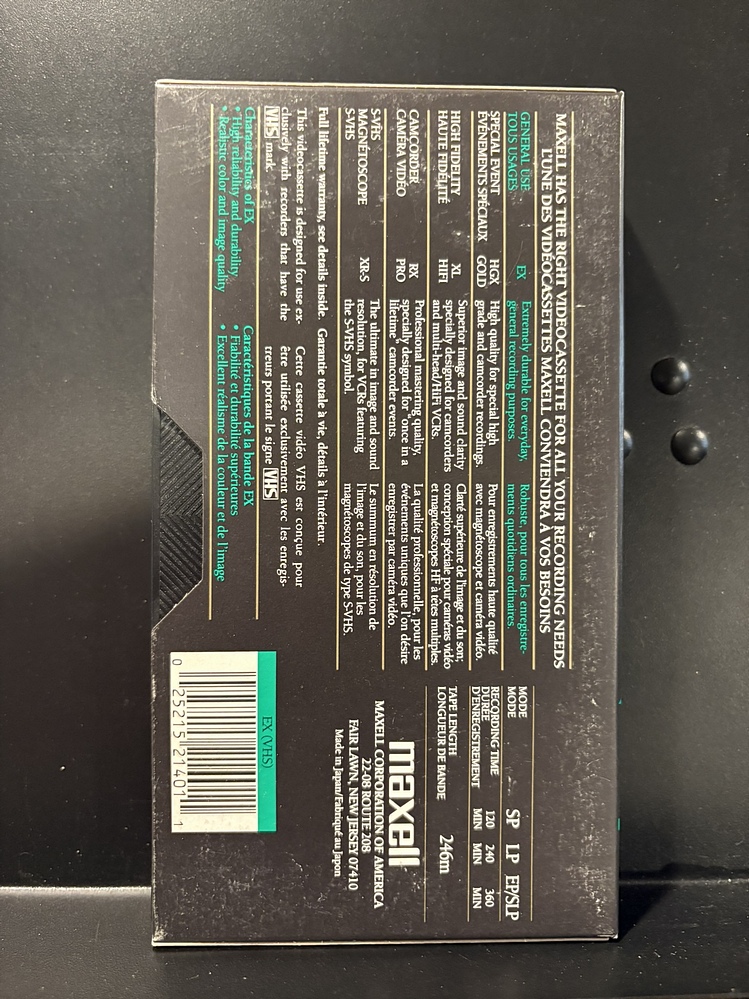 MAXELL HAS THE RIGHT VIDEOCASSETTE FOR ALL YOUR RECORDING NEEDS
L'UNE DES VIDÉOCASSETTES MAXELL CONVIENDRA À VOS BESOINS
GENERAL USE
TOUS USAGES
EX
Extremely durable for everyday,
general recording purposes.
Robuste, pour tous les enregistre-
ments quotidiens ordinaires.
SPECIAL EVENT
ÉVÉNEMENTS SPÉCIAUX
HGX
GOLD
High quality for special high
grade and camcorder recordings.
Pour enregistrements haute qualité
avec magnétoscope et caméra vidéo.
HIGH FIDELITY
HAUTE FIDÉLITÉ
XL
HIFI
Superior image and sound clarity
specially designed for camcorders
and multi-head/HiFi VCRs.
Clarté supérieure de l'image et du son;
conception spéciale pour caméras vidéo
et magnétoscopes HF à têtes multiples.
CAMCORDER
CAMÉRA VIDÉO
RX
PRO
Professional mastering quality,
specially designed for "once in a
lifetime" camcorder events.
La qualité professionnelle, pour les
événements uniques que l'on désire
enregistrer par caméra vidéo.
S-VHS
MAGNÉTOSCOPE
S-VHS
XR-S
The ultimate in image and sound
resolution, for VCRs featuring
the S-VHS symbol.
Le summum en résolution de
l'image et du son, pour les
magnétoscopes de type S-VHS.
Full lifetime warranty, see details inside. Garantie totale à vie, détails à l'intérieur.
This videocassette is designed for use ex-
clusively with recorders that have the
VHS mark.
Cette cassette vidéo VHS est conçue pour
être utilisée exclusivement avec les enregis-
treurs portant le signe VHS
Characteristics of EX
• High reliability and durability
• Realistic color and image quality
Caractéristiques de la bande EX
• Fiabilité et durabilité supérieures
• Excellent réalisme de la couleur et de l'image
MODE
MODE
SP LP EP/SLP
RECORDING TIME
DURÉE
D'ENREGISTREMENT
120 240 360
MIN MIN MIN
TAPE LENGTH
LONGUEUR DE BANDE
246m
maxell
MAXELL CORPORATION OF AMERICA
22-08 ROUTE 208
FAIR LAWN, NEW JERSEY 07410
Made in Japan/Fabriqué au Japon
EX (VHS)
0 25215 21401 1